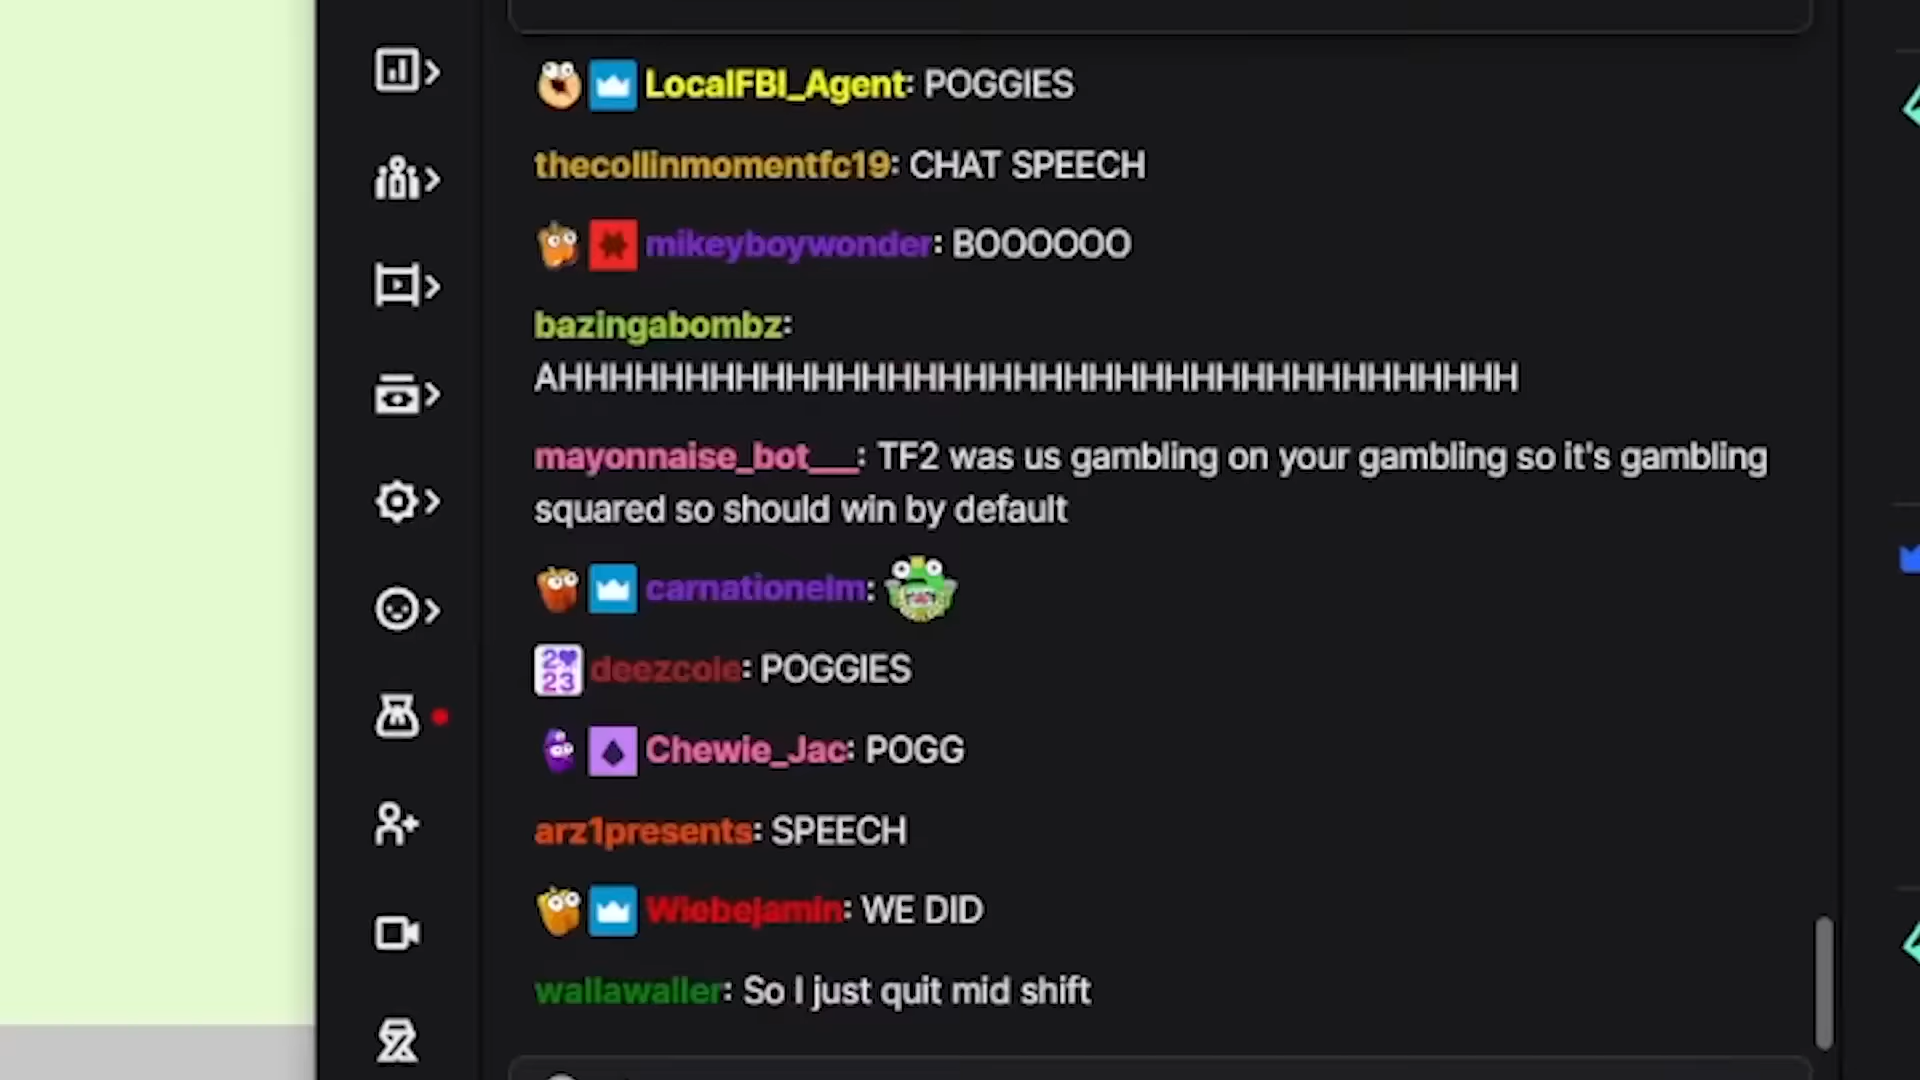 LocalFBI_Agent: POGGIES
thecollinmomentfc19: CHAT SPEECH
mikeyboywonder: BOOOOOO
bazingabombz:
AHHHHHHHHHHHHHHHHHHHHHHHHHHHHHHHHHHHHHH
mayonnaise_bot___: TF2 was us gambling on your gambling so it's gambling
squared so should win by default
carnationelm:
2023 deezcole: POGGIES
Chewie_Jac: POGG
arz1presents: SPEECH
Wiebejamin: WE DID
wallawaller: So I just quit mid shift